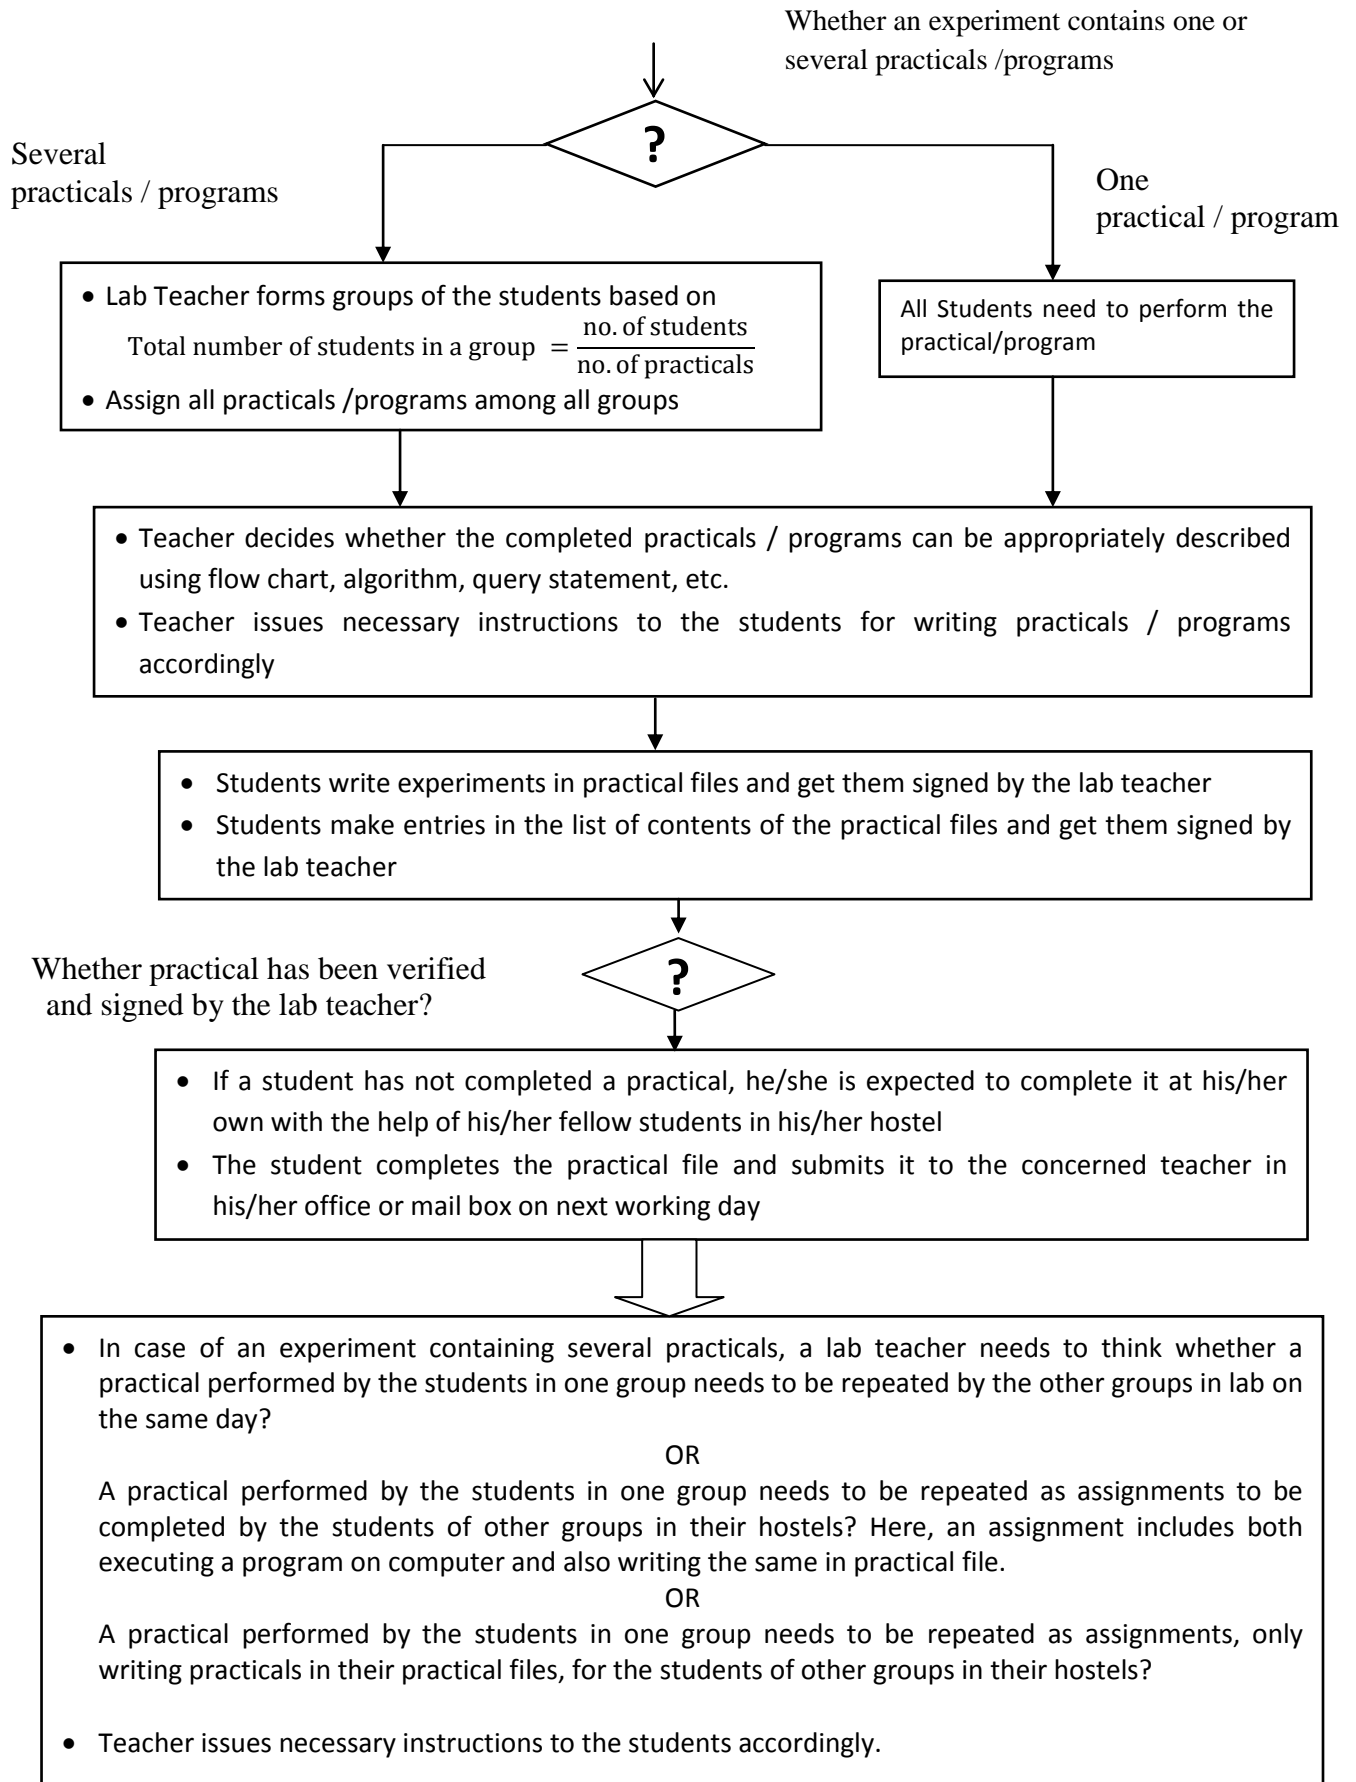 Whether an experiment contains one or
several practicals /programs
?
Several
practicals / programs
One
practical / program
• Lab Teacher forms groups of the students based on
Total number of students in a group = no. of students / no. of practicals
• Assign all practicals /programs among all groups
All Students need to perform the
practical/program
• Teacher decides whether the completed practicals / programs can be appropriately described
using flow chart, algorithm, query statement, etc.
• Teacher issues necessary instructions to the students for writing practicals / programs
accordingly
• Students write experiments in practical files and get them signed by the lab teacher
• Students make entries in the list of contents of the practical files and get them signed by
the lab teacher
Whether practical has been verified
and signed by the lab teacher?
?
• If a student has not completed a practical, he/she is expected to complete it at his/her
own with the help of his/her fellow students in his/her hostel
• The student completes the practical file and submits it to the concerned teacher in
his/her office or mail box on next working day
• In case of an experiment containing several practicals, a lab teacher needs to think whether a
practical performed by the students in one group needs to be repeated by the other groups in lab on
the same day?
OR
A practical performed by the students in one group needs to be repeated as assignments to be
completed by the students of other groups in their hostels? Here, an assignment includes both
executing a program on computer and also writing the same in practical file.
OR
A practical performed by the students in one group needs to be repeated as assignments, only
writing practicals in their practical files, for the students of other groups in their hostels?
• Teacher issues necessary instructions to the students accordingly.